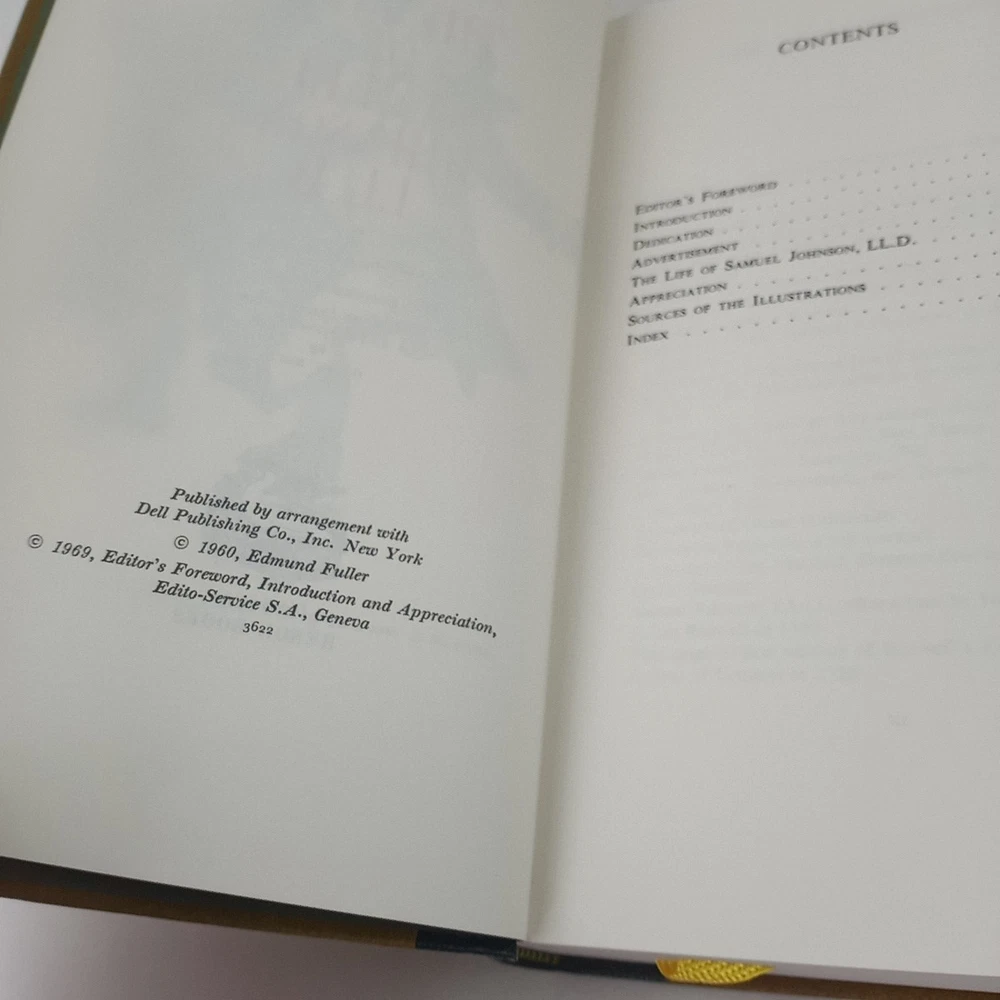 Published by arrangement with
Dell Publishing Co., Inc. New York
© 1960, Edmund Fuller
© 1969, Editor's Foreword, Introduction and Appreciation,
Edito-Service S.A., Geneva
3622
CONTENTS
EDITOR'S FOREWORD
INTRODUCTION
DEDICATION
ADVERTISEMENT
THE LIFE OF SAMUEL JOHNSON, LL.D.
APPRECIATION
SOURCES OF THE ILLUSTRATIONS
INDEX